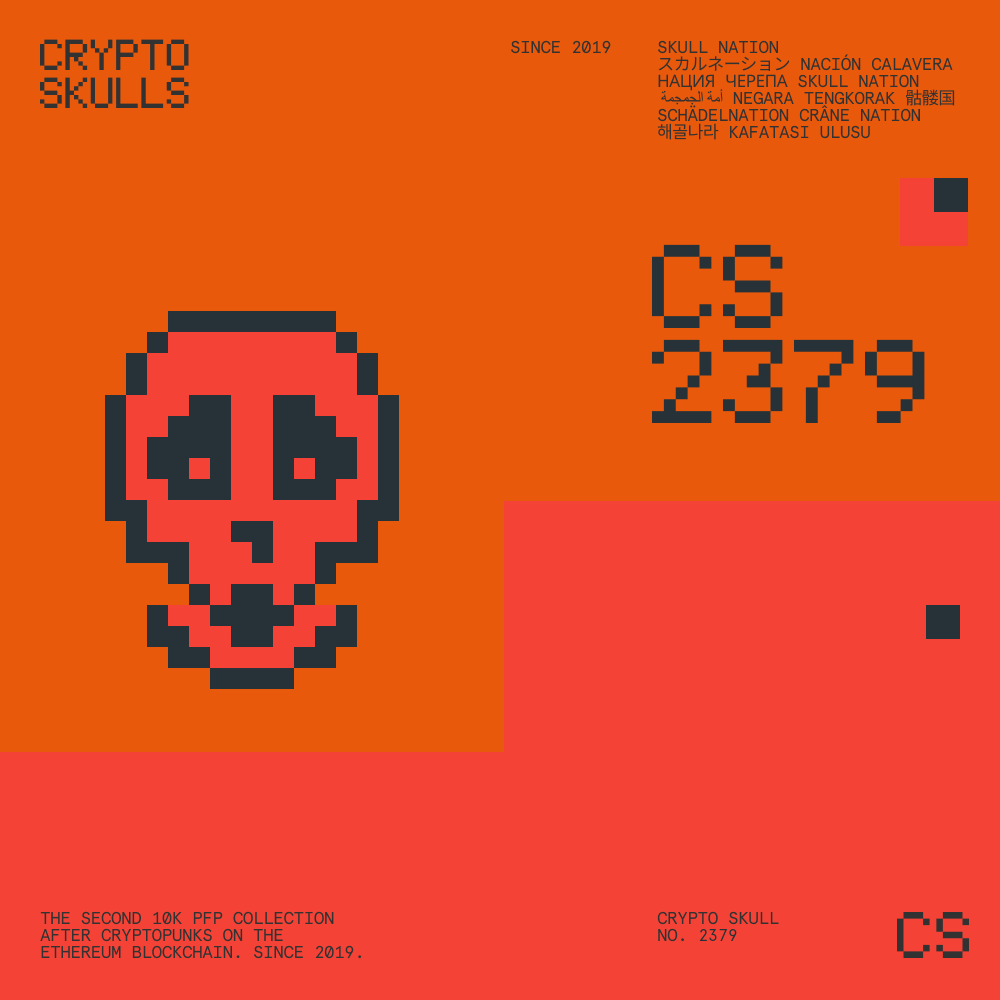 CRYPTO
SKULLS
SINCE 2019
SKULL NATION
スカルネーション NACIÓN CALAVERA
НАЦИЯ ЧЕРЕПА SKULL NATION
أمة الجمجمة NEGARA TENGKORAK 骷髅国
SCHÄDELNATION CRÂNE NATION
해골나라 KAFATASI ULUSU
CS
2379
THE SECOND 10K PFP COLLECTION
AFTER CRYPTOPUNKS ON THE
ETHEREUM BLOCKCHAIN. SINCE 2019.
CRYPTO SKULL
NO. 2379
CS